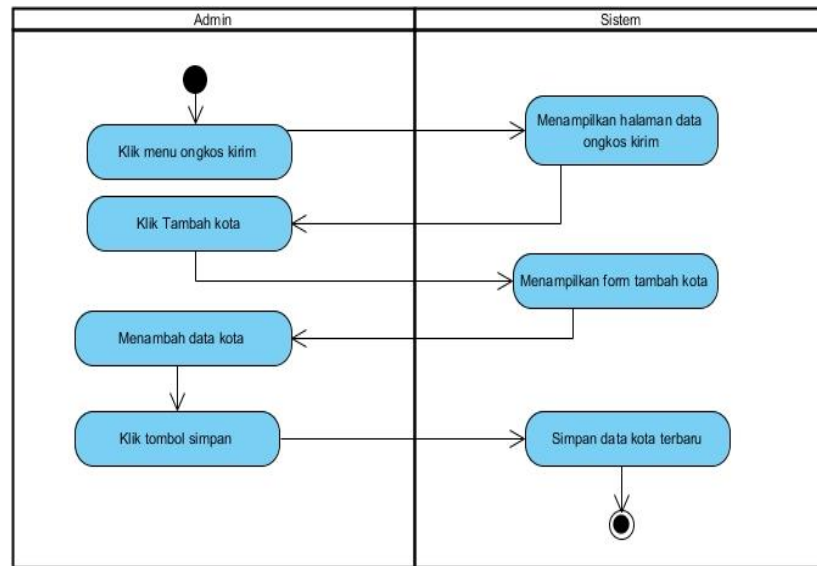 Admin
Sistem
Klik menu ongkos kirim
Menampilkan halaman data
ongkos kirim
Klik Tambah kota
Menampilkan form tambah kota
Menambah data kota
Klik tombol simpan
Simpan data kota terbaru